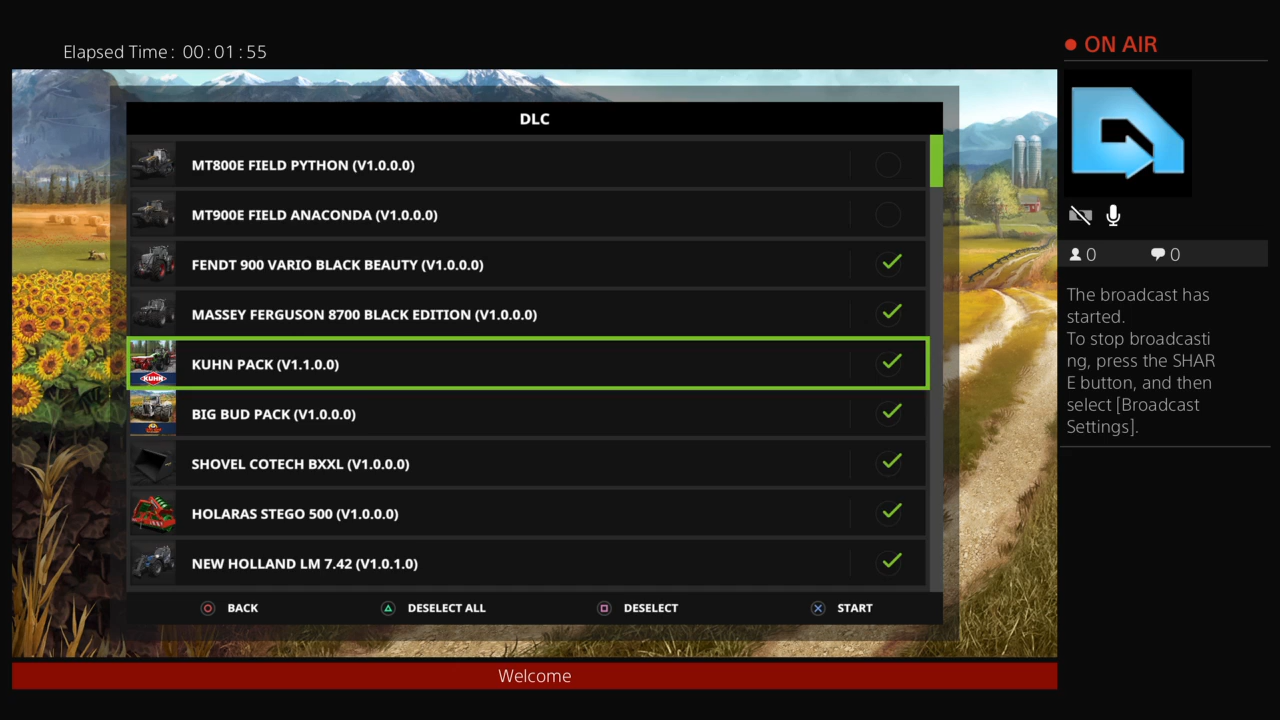 Elapsed Time: 00:01:55
ON AIR
DLC
MT800E FIELD PYTHON (V1.0.0.0)
MT900E FIELD ANACONDA (V1.0.0.0)
FENDT 900 VARIO BLACK BEAUTY (V1.0.0.0)
MASSEY FERGUSON 8700 BLACK EDITION (V1.0.0.0)
KUHN PACK (V1.1.0.0)
KUHN
BIG BUD PACK (V1.0.0.0)
SHOVEL COTECH BXXL (V1.0.0.0)
HOLARAS STEGO 500 (V1.0.0.0)
NEW HOLLAND LM 7.42 (V1.0.1.0)
BACK
DESELECT ALL
DESELECT
START
0
0
The broadcast has
started.
To stop broadcasti
ng, press the SHAR
E button, and then
select [Broadcast
Settings].
Welcome